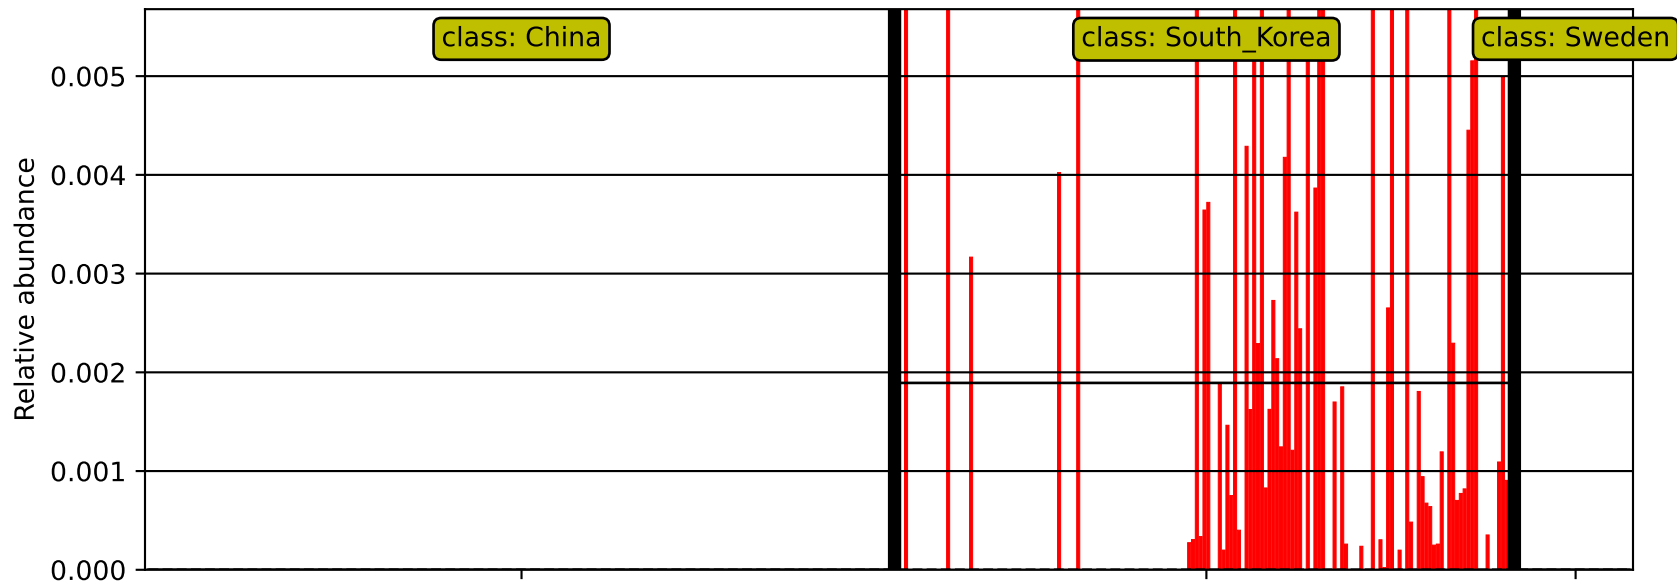 class: China
class: South_Korea
class: Sweden
Relative abundance
0.005
0.004
0.003
0.002
0.001
0.000